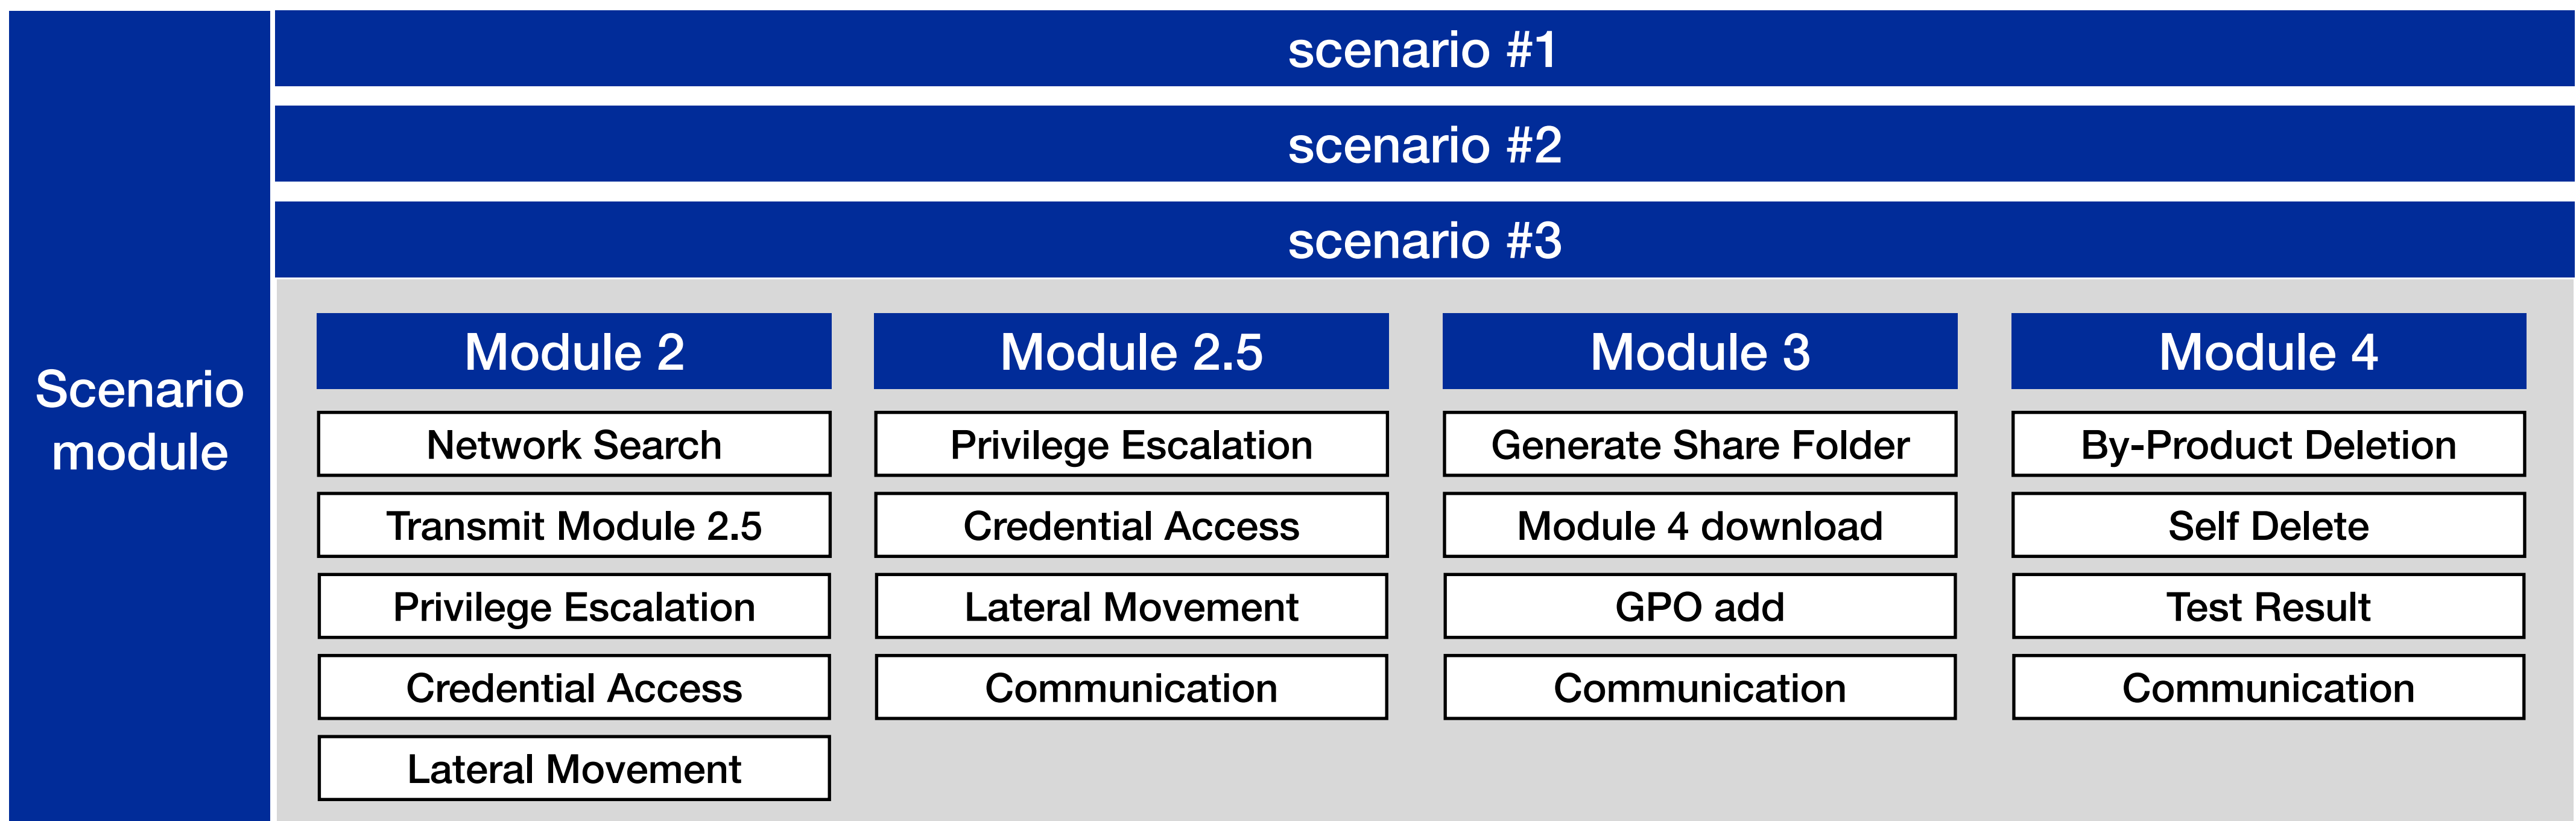 Scenario
module
scenario #1
scenario #2
scenario #3
Module 2
Network Search
Transmit Module 2.5
Privilege Escalation
Credential Access
Lateral Movement
Module 2.5
Privilege Escalation
Credential Access
Lateral Movement
Communication
Module 3
Generate Share Folder
Module 4 download
GPO add
Communication
Module 4
By-Product Deletion
Self Delete
Test Result
Communication